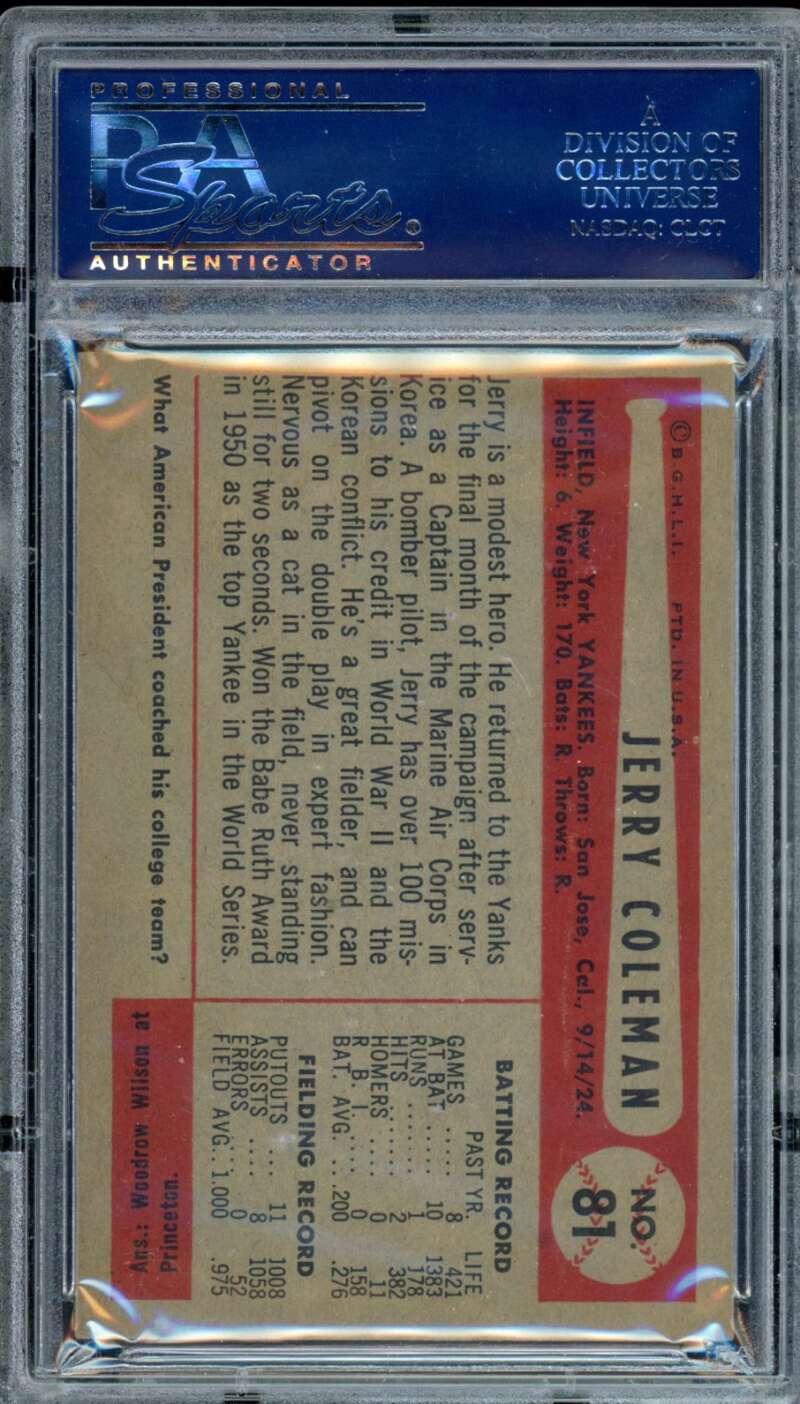 PROFESSIONAL
PSA
Sports®
AUTHENTICATOR
A
DIVISION OF
COLLECTORS
UNIVERSE
NASDAQ: CLCT
© B.G.H.L.I. PTD. IN U.S.A.
JERRY COLEMAN
NO.
81
INFIELD, New York YANKEES. Born: San Jose, Cal., 9/14/24.
Height: 6. Weight: 170. Bats: R. Throws: R.
Jerry is a modest hero. He returned to the Yanks
for the final month of the campaign after serv-
ice as a Captain in the Marine Air Corps in
Korea. A bomber pilot, Jerry has over 100 mis-
sions to his credit in World War II and the
Korean conflict. He's a great fielder, and can
pivot on the double play in expert fashion.
Nervous as a cat in the field, never standing
still for two seconds. Won the Babe Ruth Award
in 1950 as the top Yankee in the World Series.
BATTING RECORD
PAST YR. LIFE
GAMES ..... 8 421
AT BAT ..... 10 1383
RUNS ....... 1 178
HITS ...... 2 382
HOMERS .... 0 11
R. B. I. .... 0 158
BAT. AVG. . .200 .276
FIELDING RECORD
PUTOUTS ... 11 1008
ASSISTS .... 8 1058
ERRORS .... 0 52
FIELD AVG.. 1.000 .975
What American President coached his college team?
Ans.: Woodrow Wilson at
Princeton.